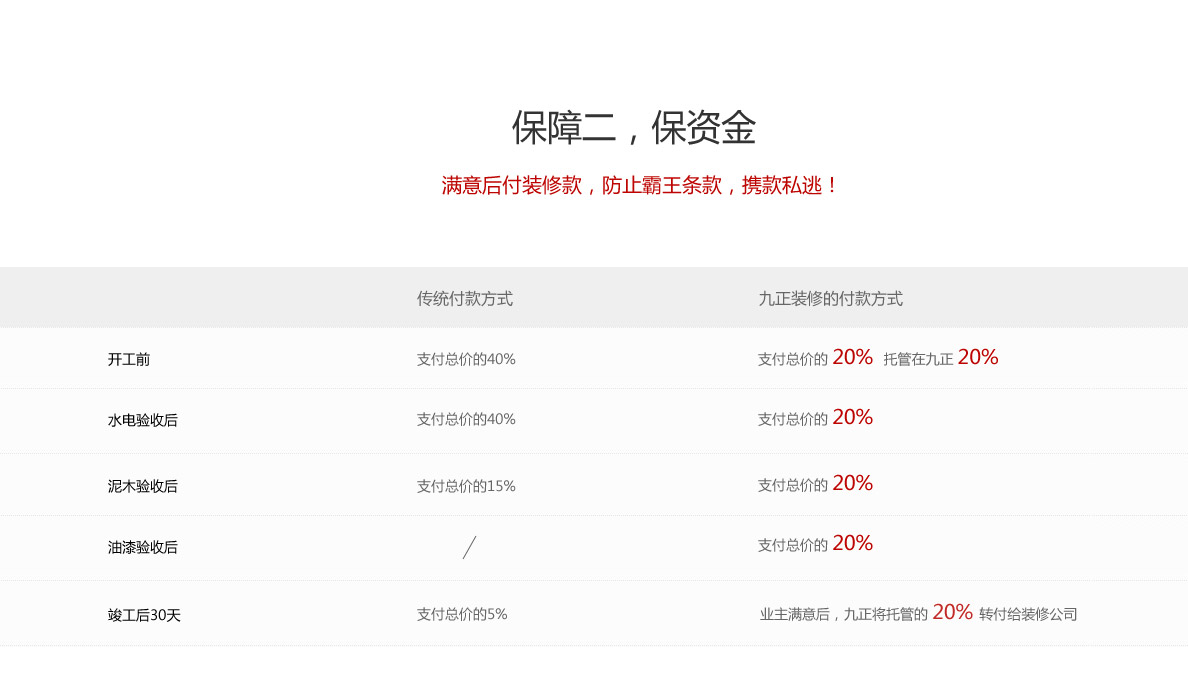 保障二，保资金
满意后付装修款，防止霸王条款，携款私逃！
传统付款方式 九正装修的付款方式
开工前 支付总价的40% 支付总价的 20% 托管在九正 20%
水电验收后 支付总价的40% 支付总价的 20%
泥木验收后 支付总价的15% 支付总价的 20%
油漆验收后 / 支付总价的 20%
竣工后30天 支付总价的5% 业主满意后，九正将托管的 20% 转付给装修公司